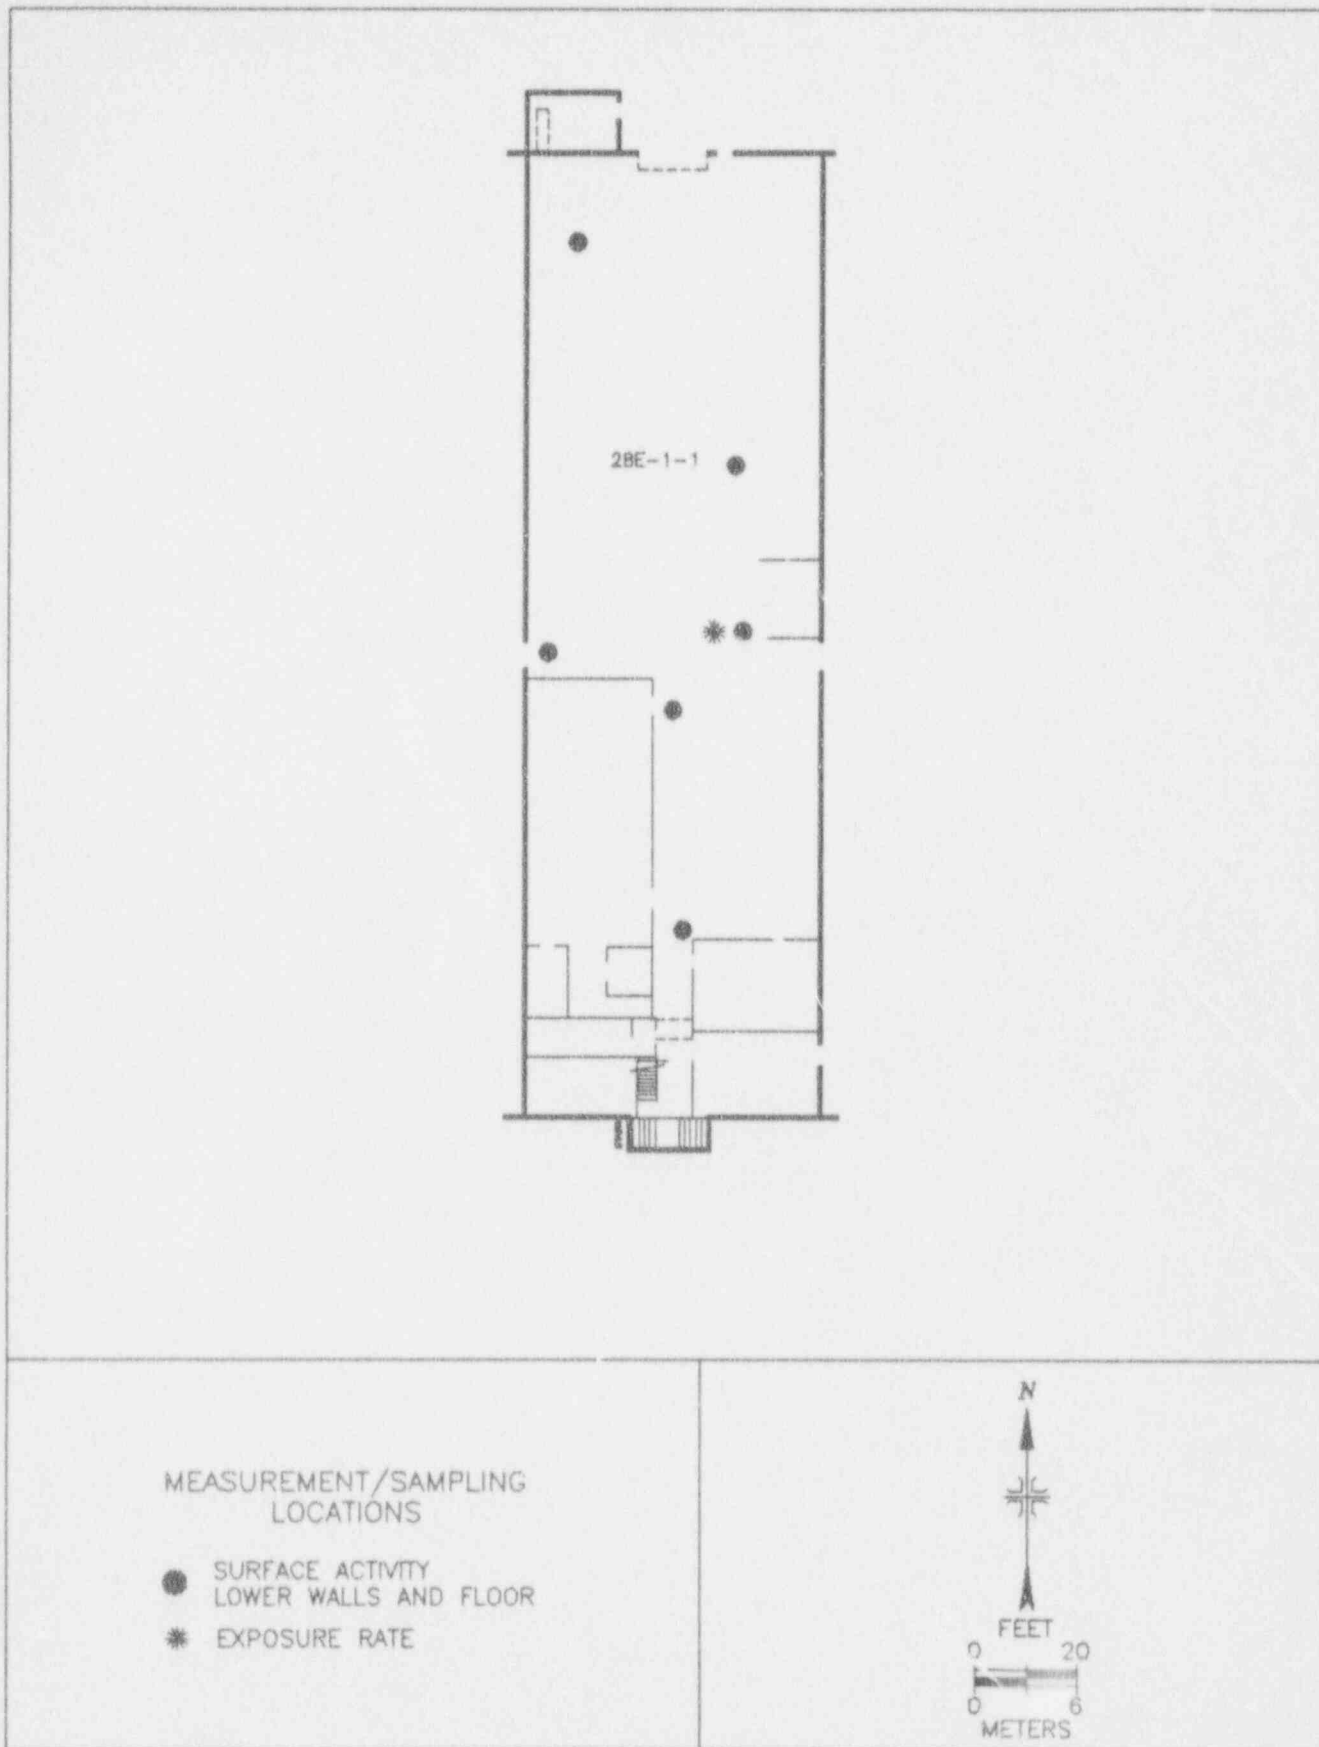 28E-1-1
MEASUREMENT/SAMPLING
LOCATIONS
SURFACE ACTIVITY
LOWER WALLS AND FLOOR
EXPOSURE RATE
N
FEET
0 20
0 6
METERS